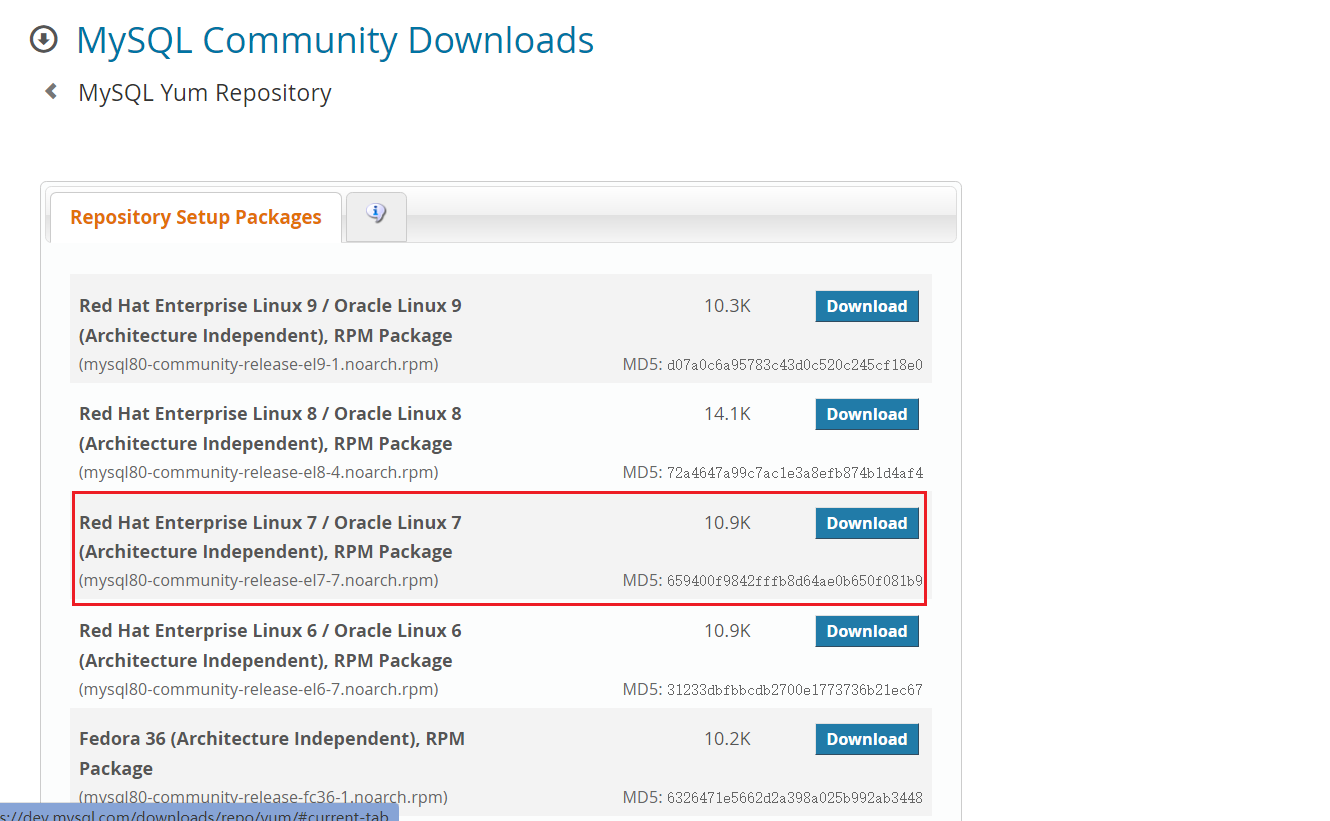 MySQL Community Downloads
MySQL Yum Repository
Repository Setup Packages
Red Hat Enterprise Linux 9 / Oracle Linux 9 10.3K Download
(Architecture Independent), RPM Package
(mysql80-community-release-el9-1.noarch.rpm) MD5: d07a0c6a95783c43d0c520c245cf18e0
Red Hat Enterprise Linux 8 / Oracle Linux 8 14.1K Download
(Architecture Independent), RPM Package
(mysql80-community-release-el8-4.noarch.rpm) MD5: 72a4647a99c7ac1e3a8efb874b1d4af4
Red Hat Enterprise Linux 7 / Oracle Linux 7 10.9K Download
(Architecture Independent), RPM Package
(mysql80-community-release-el7-7.noarch.rpm) MD5: 659400f9842fffb8d64ae0b650f081b9
Red Hat Enterprise Linux 6 / Oracle Linux 6 10.9K Download
(Architecture Independent), RPM Package
(mysql80-community-release-el6-7.noarch.rpm) MD5: 31233dbfbbcdb2700e1773736b21ec67
Fedora 36 (Architecture Independent), RPM 10.2K Download
Package
(mysql80-community-release-fc36-1.noarch.rpm) MD5: 6326471e5662d2a398a025b992ab3448
s://dev.mysql.com/downloads/repo/yum/#current-tab